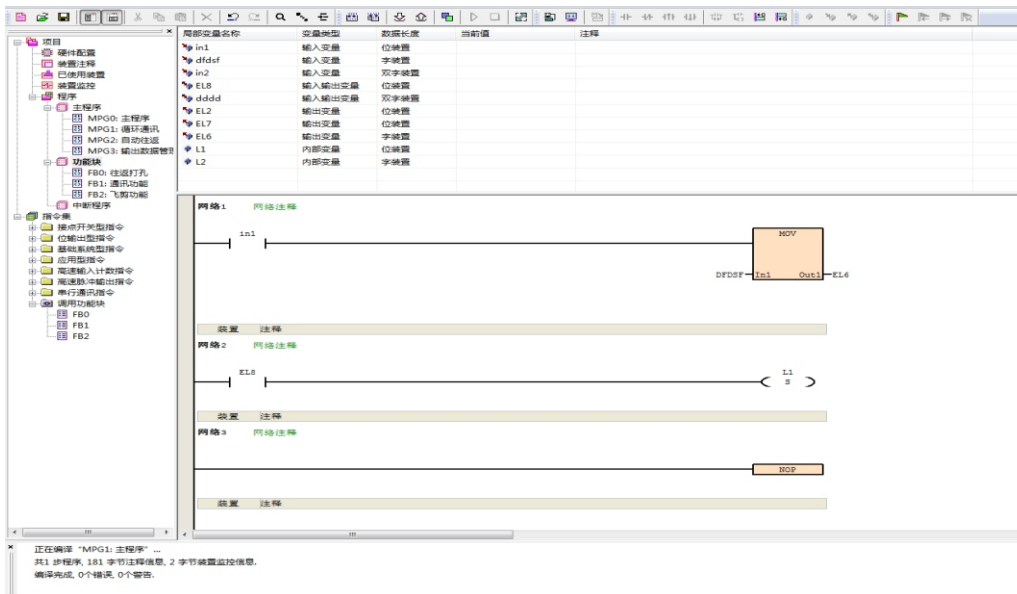 项目
硬件配置
装置注释
已使用装置
装置监控
程序
主程序
MPG0: 主程序
MPG1: 循环通讯
MPG2: 自动往返
MPG3: 输出数据管理
功能块
FB0: 往返打孔
FB1: 通讯功能
FB2: 飞剪功能
中断程序
指令集
接点开关型指令
位输出型指令
基础系统型指令
应用型指令
高速输入计数指令
高速脉冲输出指令
串行通讯指令
调用功能块
FB0
FB1
FB2
局部变量名称 变量类型 数据长度 当前值 注释
in1 输入变量 位装置
dfdsf 输入变量 字装置
in2 输入变量 双字装置
EL8 输入输出变量 位装置
dddd 输入输出变量 双字装置
EL2 输出变量 位装置
EL7 输出变量 位装置
EL6 输出变量 字装置
L1 内部变量 位装置
L2 内部变量 字装置
网络1 网络注释
in1 MOV
DFDSF In1 Out1 EL6
装置 注释
网络2 网络注释
EL8 L1
S
装置 注释
网络3 网络注释
NOP
装置 注释
正在编译 "MPG1: 主程序" ...
共1 步程序, 181 字节注释信息, 2 字节装置监控信息.
编译完成, 0个错误, 0个警告.